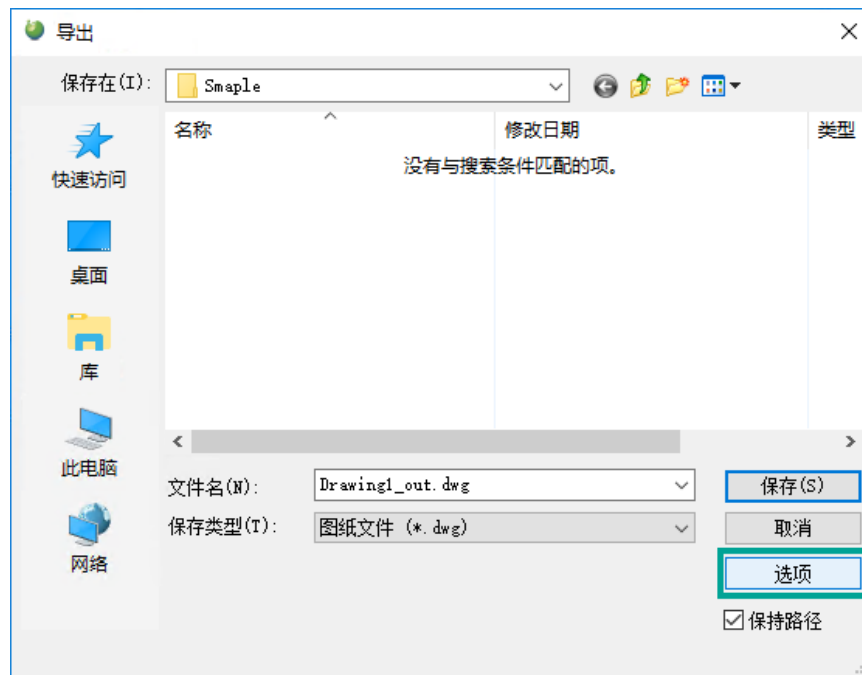 导出
保存在(I):
Smaple
名称 修改日期 类型
没有与搜索条件匹配的项。
快速访问
桌面
库
此电脑
网络
文件名(N): Drawing1_out.dwg 保存(S)
保存类型(T): 图纸文件 (*.dwg) 取消
选项
保持路径